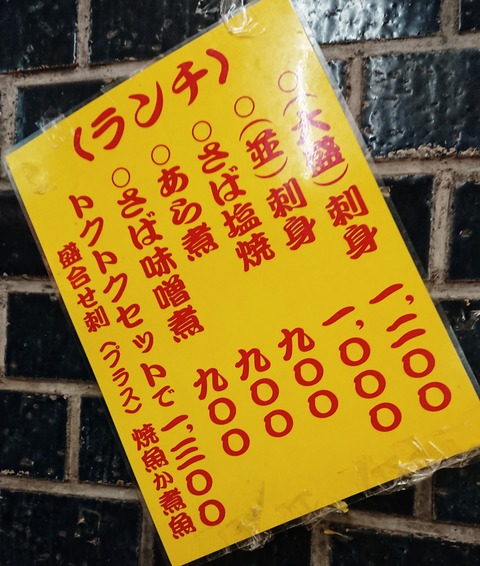 〈ランチ〉
○(大盛)刺身 一,二〇〇
○(並)刺身 一,〇〇〇
○さば塩焼 九〇〇
○あら煮 九〇〇
○さば味噌煮 九〇〇
トクトクセットで一,三〇〇
盛合せ刺〈プラス〉焼魚か煮魚